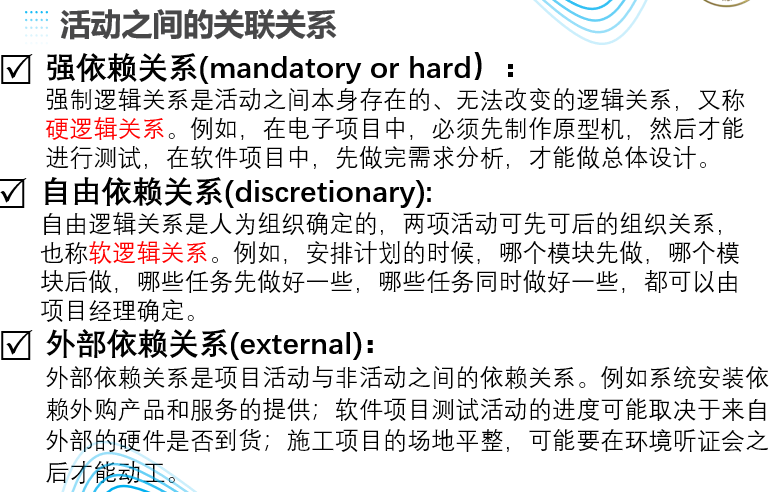 活动之间的关联关系
强依赖关系(mandatory or hard）：
强制逻辑关系是活动之间本身存在的、无法改变的逻辑关系，又称
硬逻辑关系。例如，在电子项目中，必须先制作原型机，然后才能
进行测试，在软件项目中，先做完需求分析，才能做总体设计。
自由依赖关系(discretionary):
自由逻辑关系是人为组织确定的，两项活动可先可后的组织关系，
也称软逻辑关系。例如，安排计划的时候，哪个模块先做，哪个模
块后做，哪些任务先做好一些，哪些任务同时做好一些，都可以由
项目经理确定。
外部依赖关系(external)：
外部依赖关系是项目活动与非活动之间的依赖关系。例如系统安装依
赖外购产品和服务的提供；软件项目测试活动的进度可能取决于来自
外部的硬件是否到货；施工项目的场地平整，可能要在环境听证会之
后才能动工。